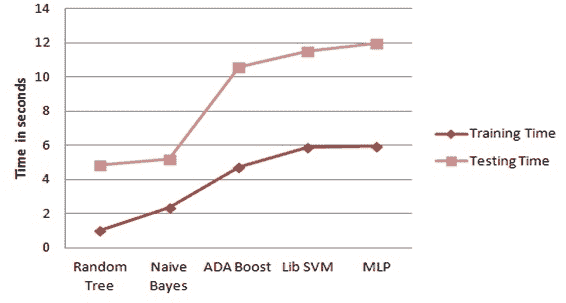 14
12
10
8
6
4
2
0
Time in seconds
Random Tree
Naive Bayes
ADA Boost
Lib SVM
MLP
Training Time
Testing Time